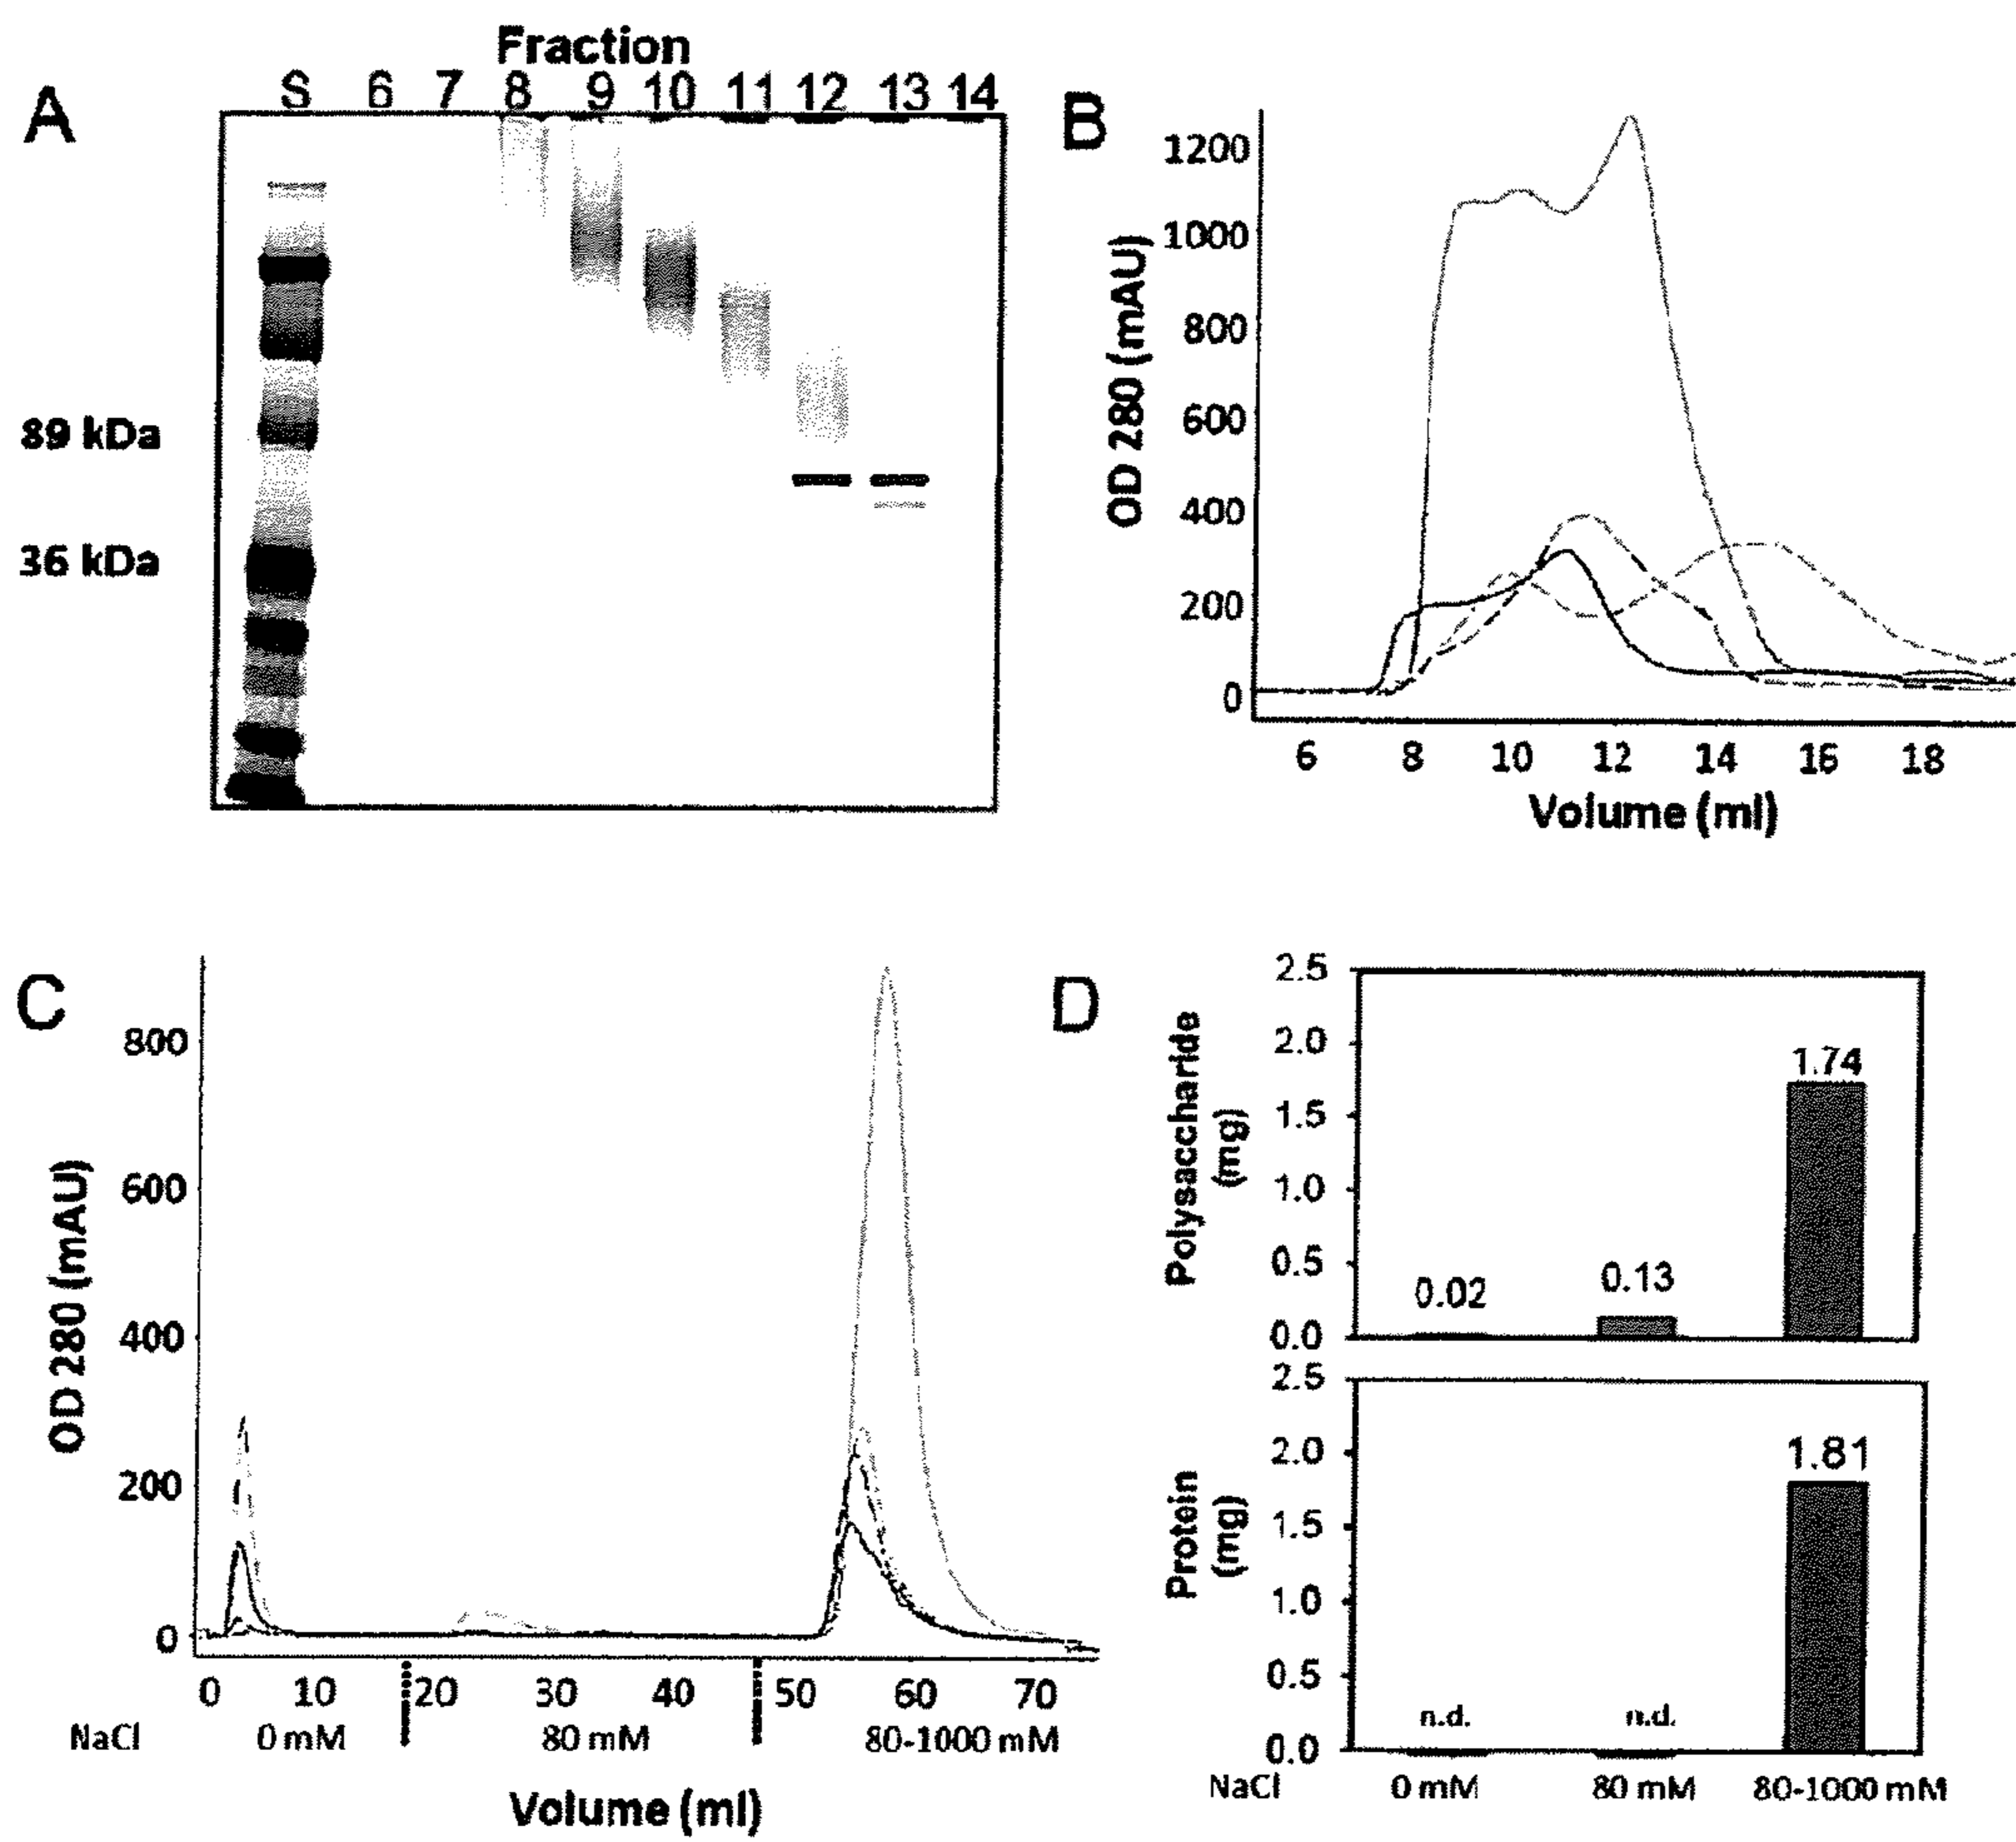 Fraction
A
S 6 7 8 9 10 11 12 13 14
89 kDa
36 kDa
B
OD 280 (mAU)
1200
1000
800
600
400
200
0
6 8 10 12 14 16 18
Volume (ml)
C
OD 280 (mAU)
800
600
400
200
0
0 10 20 30 40 50 60 70
NaCl 0 mM 80 mM 80-1000 mM
Volume (ml)
D
Polysaccharide
(mg)
2.5
2.0
1.5
1.0
0.5
0.0
0.02 0.13 1.74
Protein
(mg)
2.5
2.0
1.5
1.0
0.5
0.0
n.d. n.d. 1.81
NaCl 0 mM 80 mM 80-1000 mM